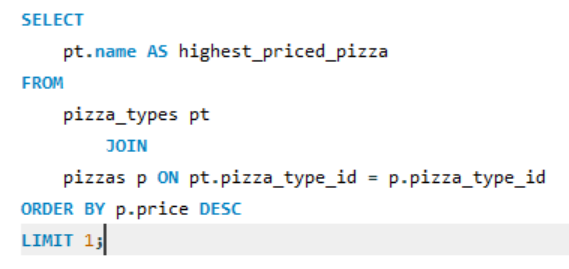 SELECT
pt.name AS highest_priced_pizza
FROM
pizza_types pt
JOIN
pizzas p ON pt.pizza_type_id = p.pizza_type_id
ORDER BY p.price DESC
LIMIT 1;